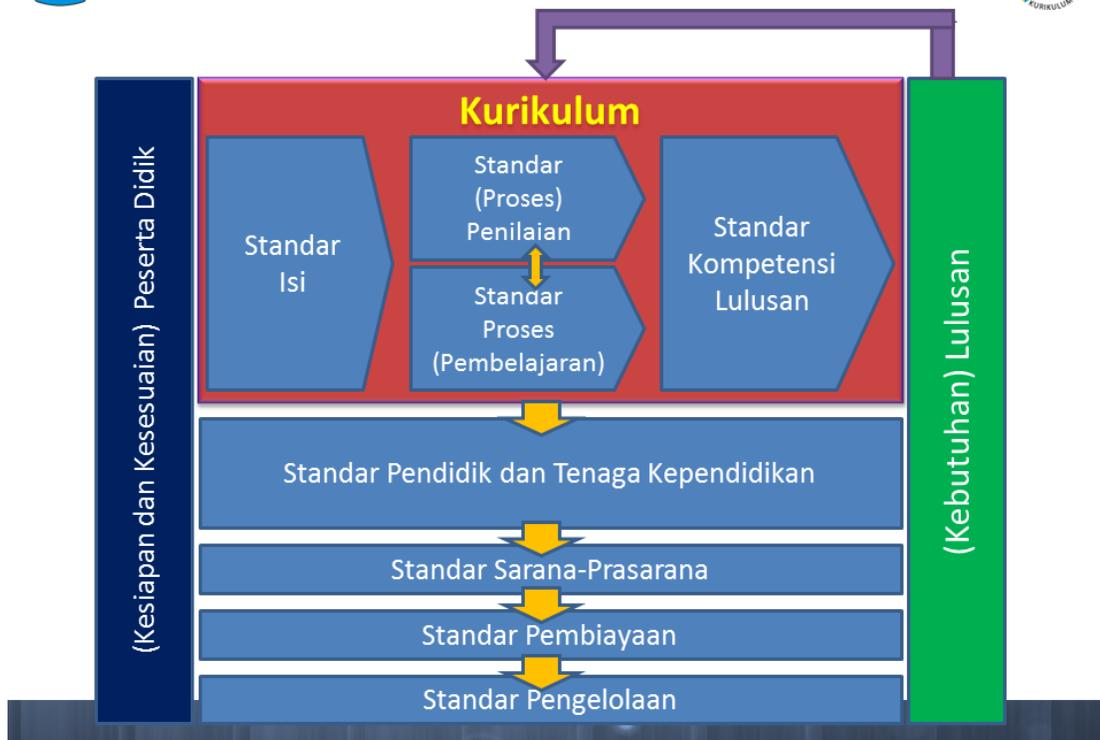 KURIKULUM
Kurikulum
(Kesiapan dan Kesesuaian) Peserta Didik
Standar
Isi
Standar
(Proses)
Penilaian
Standar
Proses
(Pembelajaran)
Standar
Kompetensi
Lulusan
(Kebutuhan) Lulusan
Standar Pendidik dan Tenaga Kependidikan
Standar Sarana-Prasarana
Standar Pembiayaan
Standar Pengelolaan